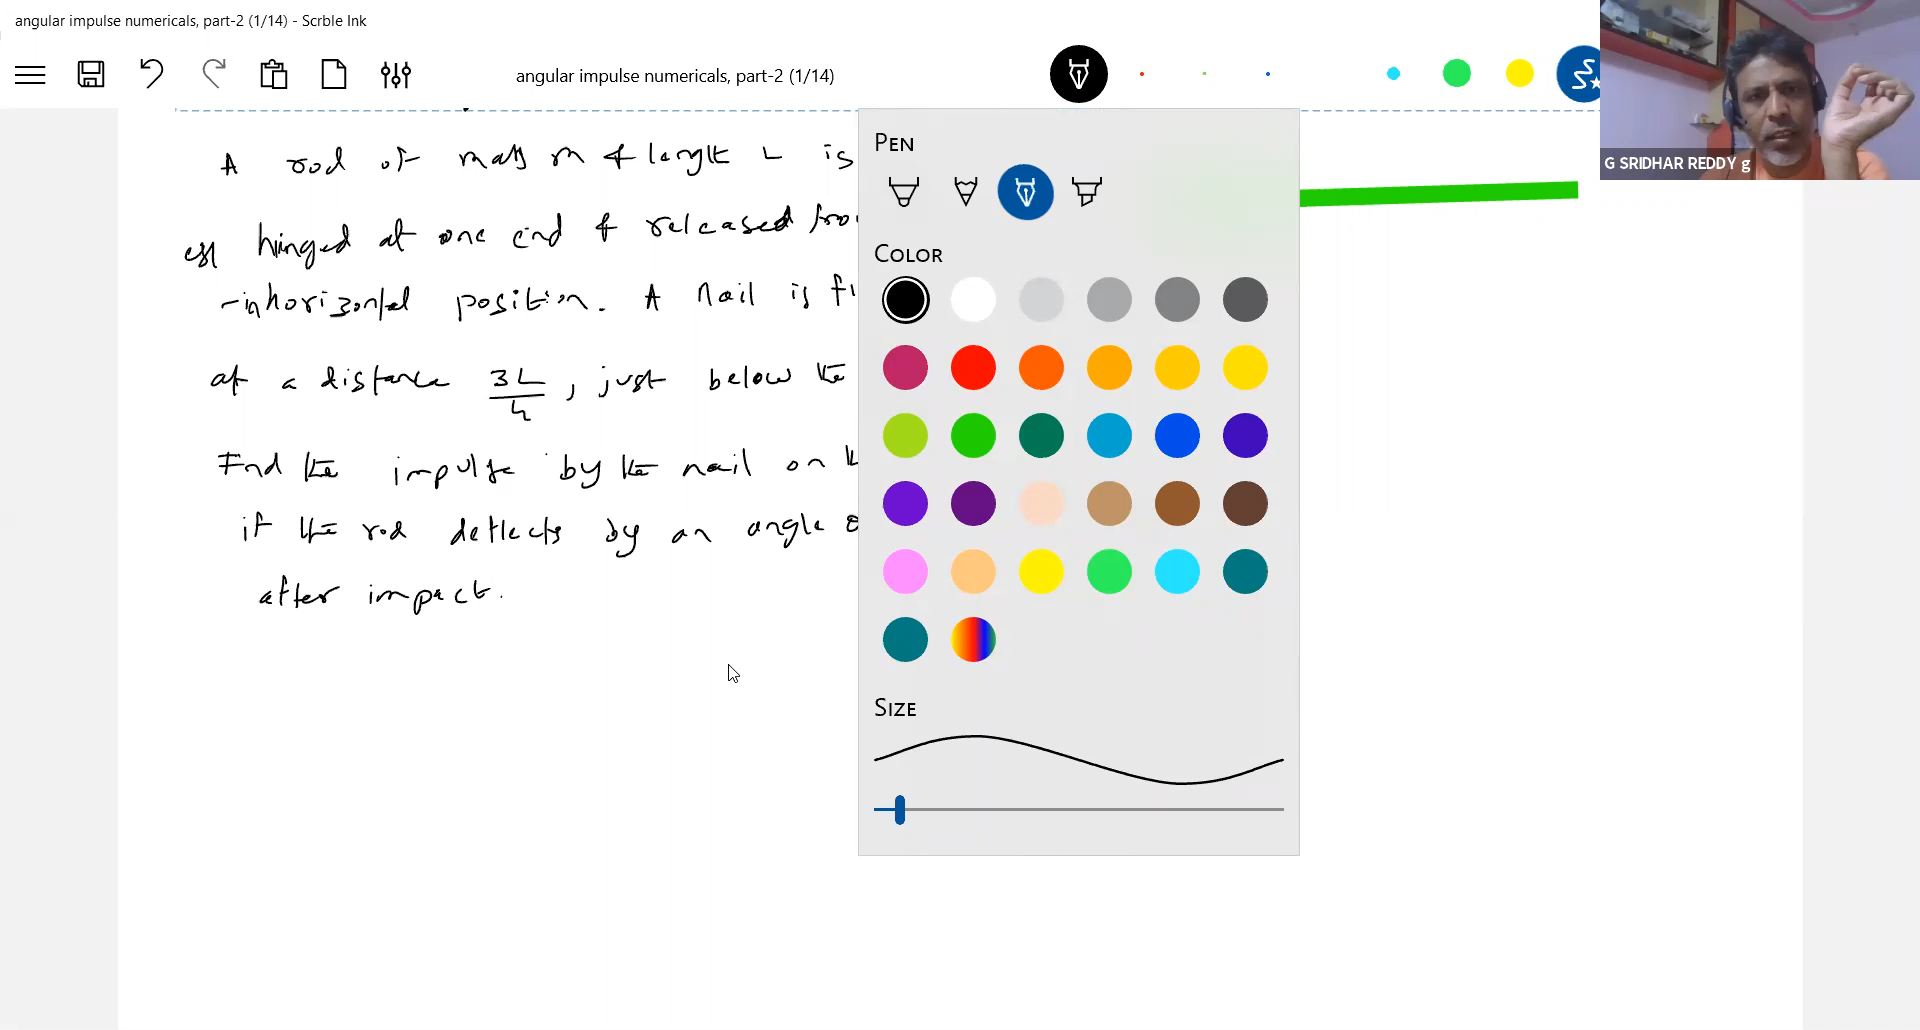 angular impulse numericals, part-2 (1/14) - Scrble Ink
angular impulse numericals, part-2 (1/14)
G SRIDHAR REDDY g
A rod of mass m & length L is
hinged at one end & released fro
in horizontal position. A Nail is fi
at a distance 3L/4, just below the
Find the impulse by the nail on
if the rod deflects by an angle
after impact.
PEN
COLOR
SIZE